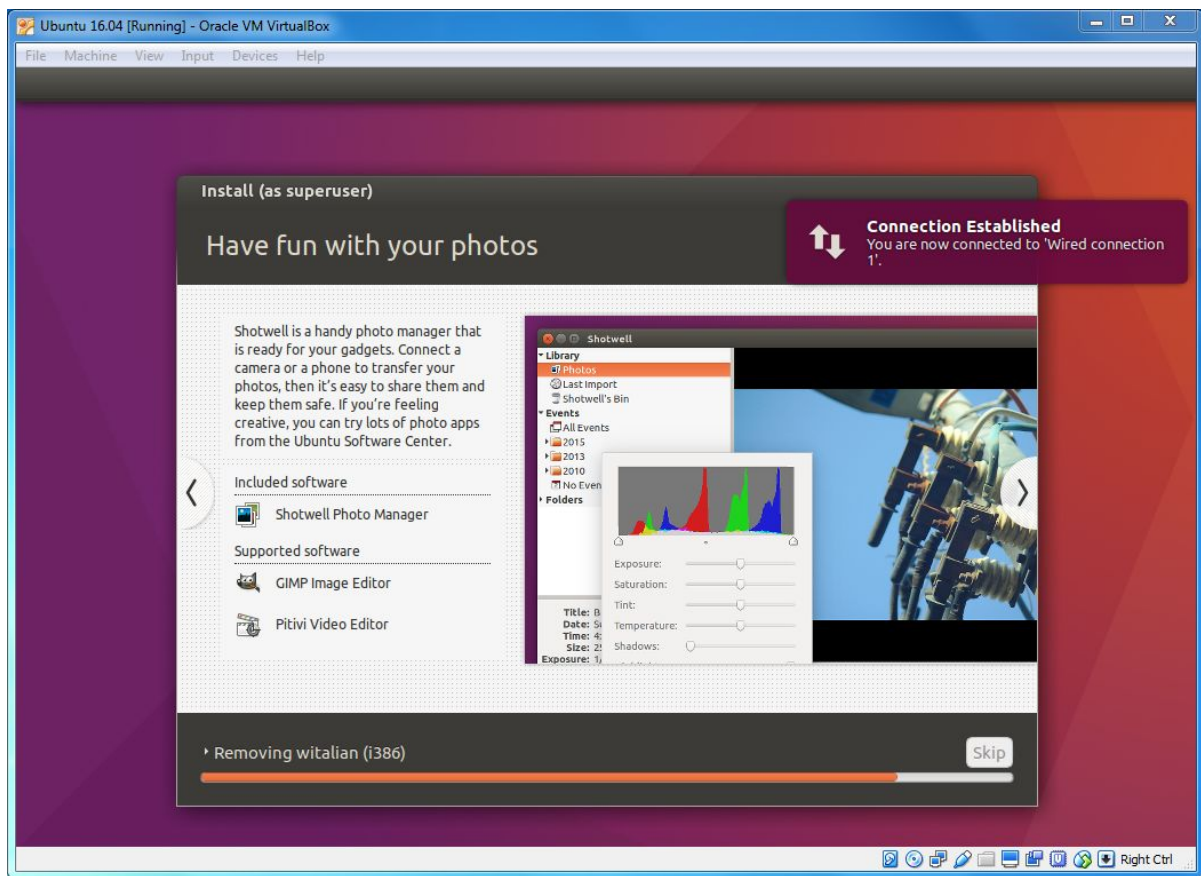 Ubuntu 16.04 [Running] - Oracle VM VirtualBox
File Machine View Input Devices Help
Install (as superuser)
Have fun with your photos
Connection Established
You are now connected to 'Wired connection
1'.
Shotwell is a handy photo manager that
is ready for your gadgets. Connect a
camera or a phone to transfer your
photos, then it's easy to share them and
keep them safe. If you're feeling
creative, you can try lots of photo apps
from the Ubuntu Software Center.
Included software
Shotwell Photo Manager
Supported software
GIMP Image Editor
Pitivi Video Editor
Shotwell
Library
Photos
Last Import
Shotwell's Bin
Events
All Events
2015
2013
2010
No Even
Folders
Title: B
Date: Su
Time: 4:
Size: 25
Exposure: 1/
Exposure:
Saturation:
Tint:
Temperature:
Shadows:
Removing witalian (i386)
Skip
Right Ctrl